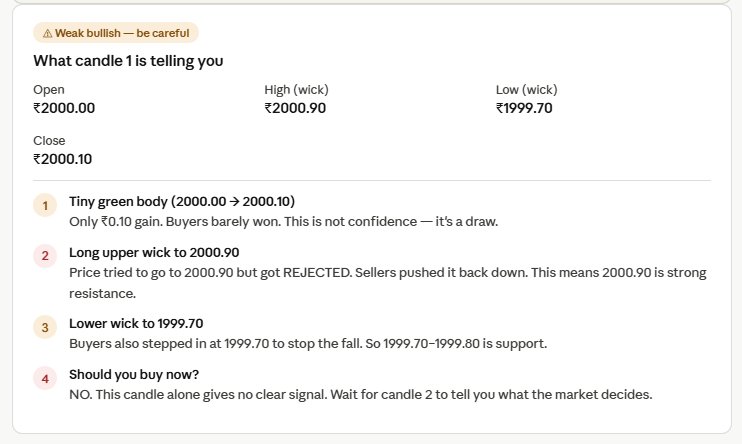 ⚠ Weak bullish — be careful
What candle 1 is telling you
Open High (wick) Low (wick)
₹2000.00 ₹2000.90 ₹1999.70
Close
₹2000.10
1 Tiny green body (2000.00 → 2000.10)
Only ₹0.10 gain. Buyers barely won. This is not confidence — it's a draw.
2 Long upper wick to 2000.90
Price tried to go to 2000.90 but got REJECTED. Sellers pushed it back down. This means 2000.90 is strong
resistance.
3 Lower wick to 1999.70
Buyers also stepped in at 1999.70 to stop the fall. So 1999.70–1999.80 is support.
4 Should you buy now?
NO. This candle alone gives no clear signal. Wait for candle 2 to tell you what the market decides.